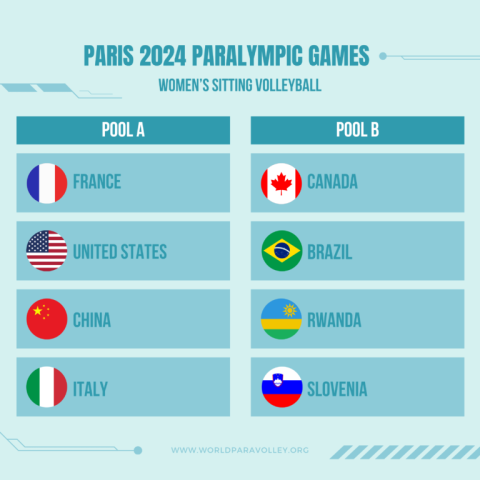 PARIS 2024 PARALYMPIC GAMES
WOMEN'S SITTING VOLLEYBALL
POOL A
FRANCE
UNITED STATES
CHINA
ITALY
POOL B
CANADA
BRAZIL
RWANDA
SLOVENIA
WWW.WORLDPARAVOLLEY.ORG